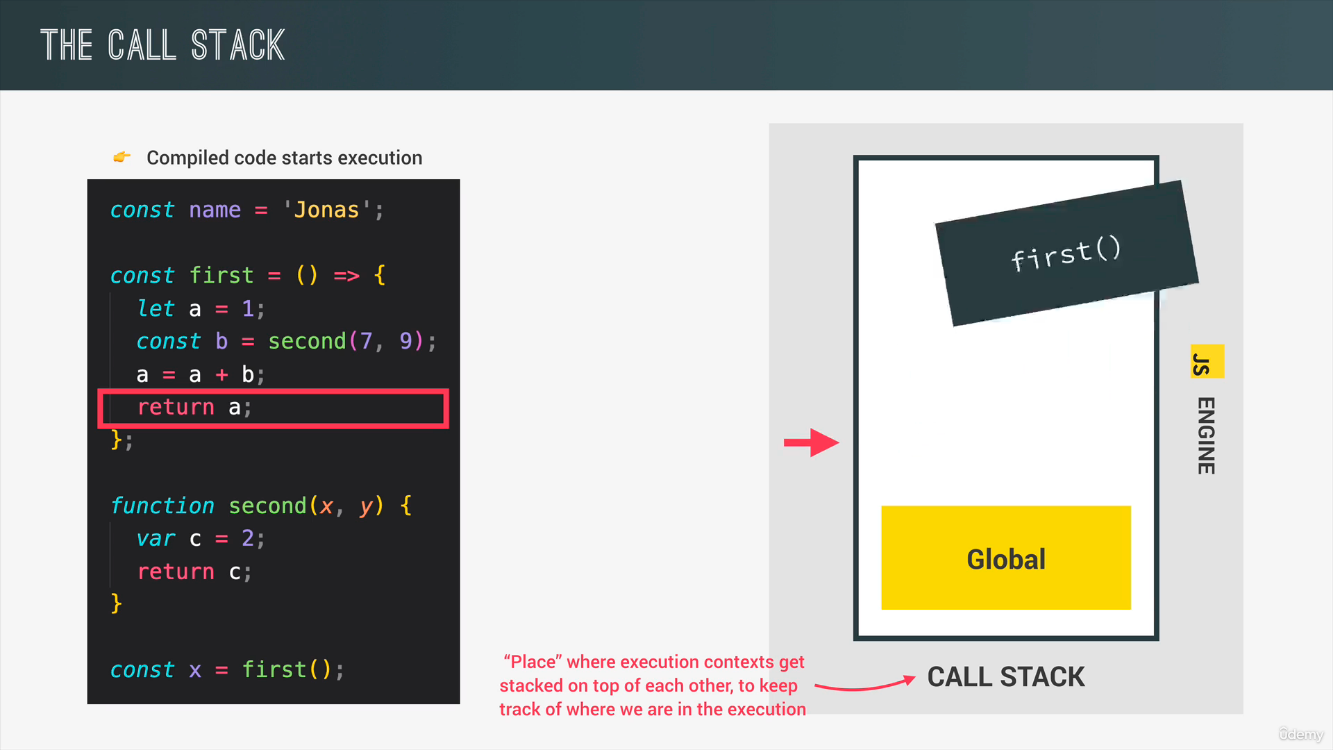 THE CALL STACK
👉 Compiled code starts execution
const name = 'Jonas';
const first = () => {
let a = 1;
const b = second(7, 9);
a = a + b;
return a;
};
function second(x, y) {
var c = 2;
return c;
}
const x = first();
first()
Global
JS
ENGINE
CALL STACK
“Place” where execution contexts get
stacked on top of each other, to keep
track of where we are in the execution
ûdemy